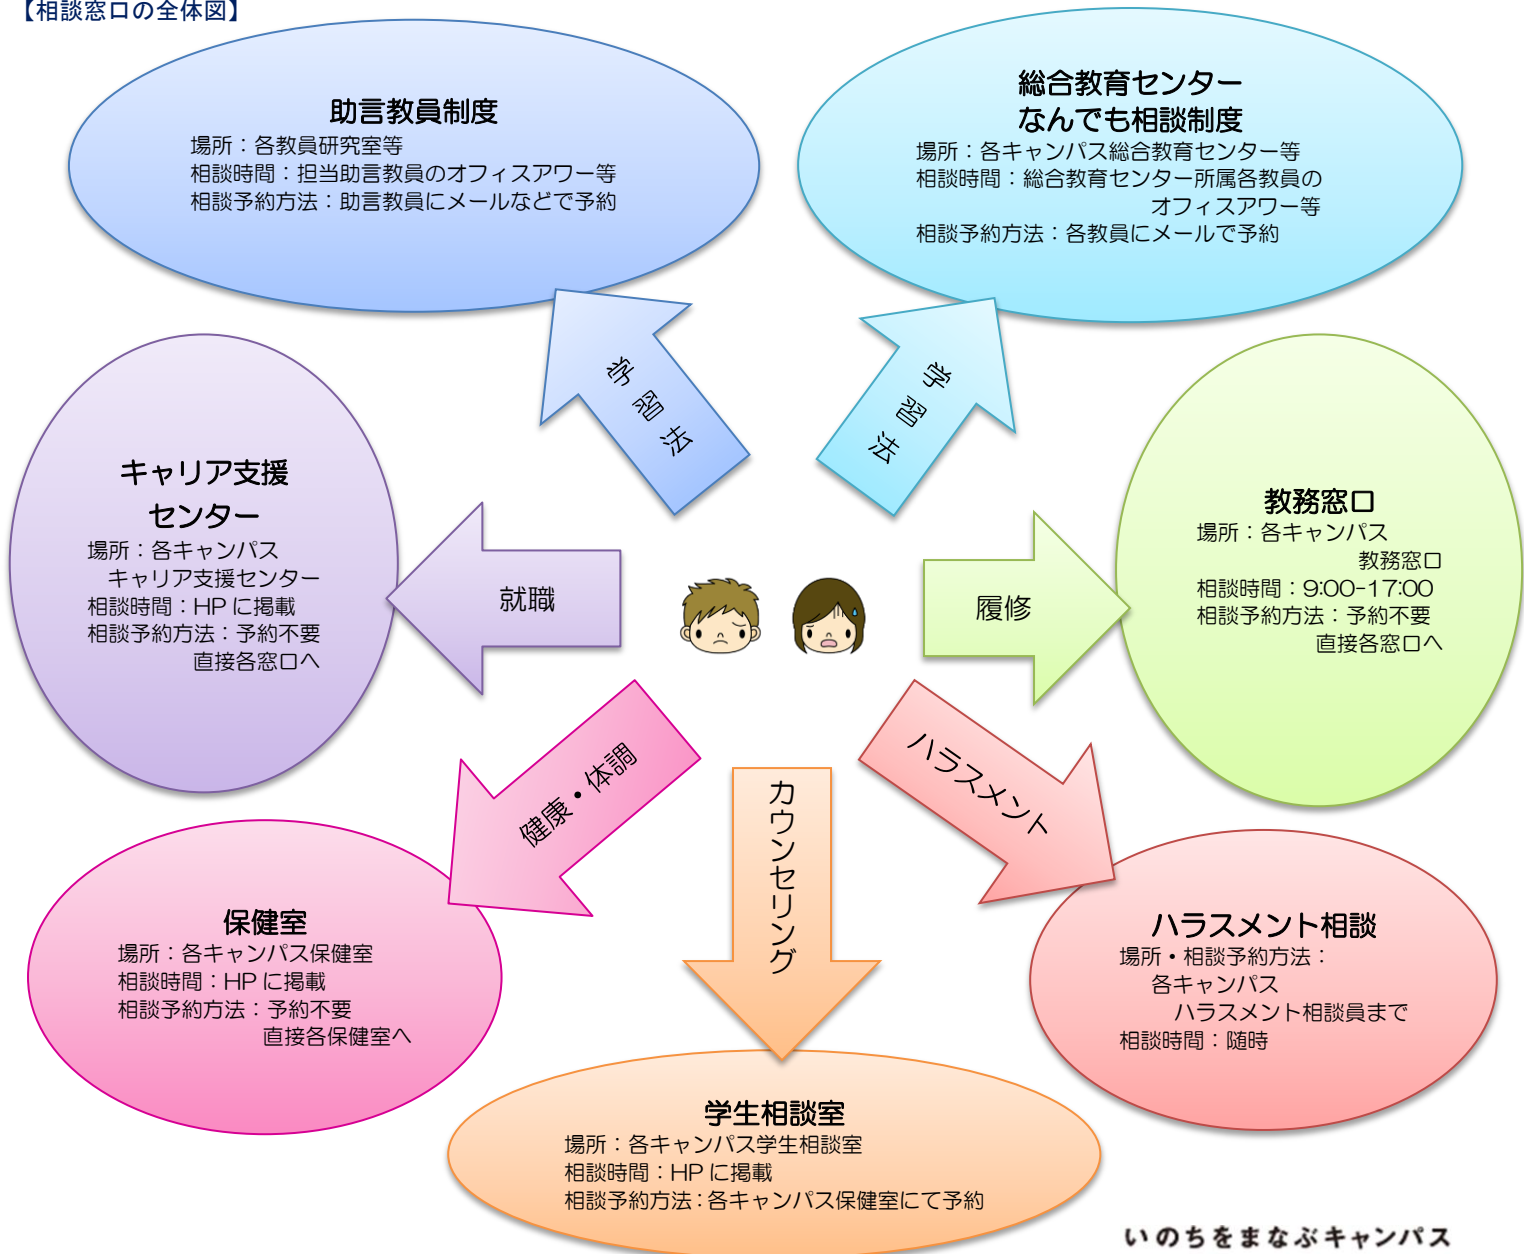 【相談窓口の全体図】
助言教員制度
場所：各教員研究室等
相談時間：担当助言教員のオフィスアワー等
相談予約方法：助言教員にメールなどで予約
総合教育センター
なんでも相談制度
場所：各キャンパス総合教育センター等
相談時間：総合教育センター所属各教員の
オフィスアワー等
相談予約方法：各教員にメールで予約
学習法
学習法
キャリア支援
センター
場所：各キャンパス
キャリア支援センター
相談時間：HPに掲載
相談予約方法：予約不要
直接各窓口へ
就職
履修
教務窓口
場所：各キャンパス
教務窓口
相談時間：9:00-17:00
相談予約方法：予約不要
直接各窓口へ
健康・体調
カウンセリング
ハラスメント
保健室
場所：各キャンパス保健室
相談時間：HPに掲載
相談予約方法：予約不要
直接各保健室へ
ハラスメント相談
場所・相談予約方法：
各キャンパス
ハラスメント相談員まで
相談時間：随時
学生相談室
場所：各キャンパス学生相談室
相談時間：HPに掲載
相談予約方法：各キャンパス保健室にて予約
いのちをまなぶキャンパス